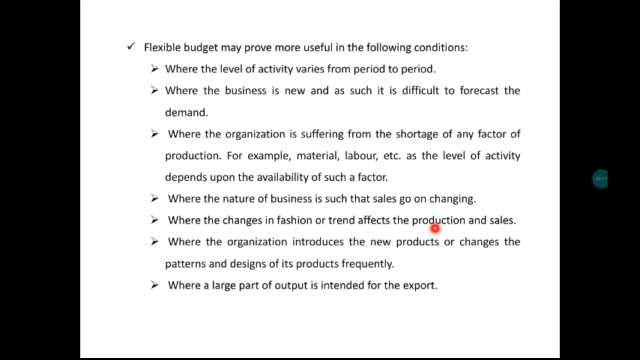 ✓ Flexible budget may prove more useful in the following conditions:
➢ Where the level of activity varies from period to period.
➢ Where the business is new and as such it is difficult to forecast the
demand.
➢ Where the organization is suffering from the shortage of any factor of
production. For example, material, labour, etc. as the level of activity
depends upon the availability of such a factor.
➢ Where the nature of business is such that sales go on changing.
➢ Where the changes in fashion or trend affects the production and sales.
➢ Where the organization introduces the new products or changes the
patterns and designs of its products frequently.
➢ Where a large part of output is intended for the export.